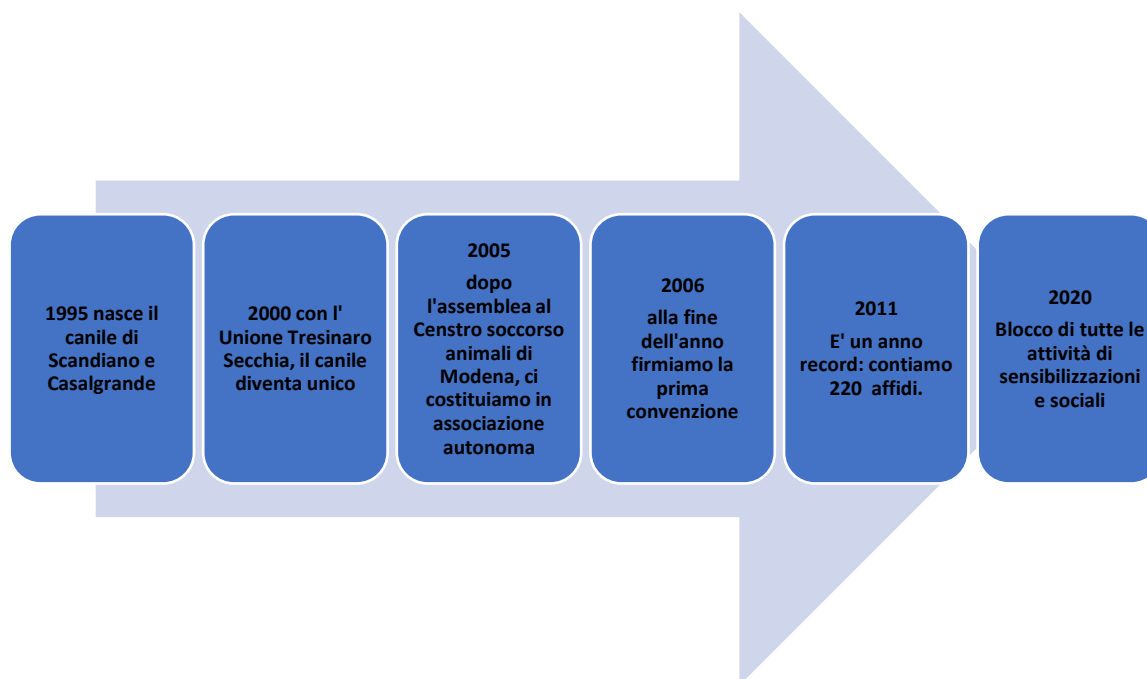 1995 nasce il
canile di
Scandiano e
Casalgrande
2000 con l'
Unione Tresinaro
Secchia, il canile
diventa unico
2005
dopo
l'assemblea al
Censtro soccorso
animali di
Modena, ci
costituiamo in
associazione
autonoma
2006
alla fine
dell'anno
firmiamo la
prima
convenzione
2011
E' un anno
record: contiamo
220 affidi.
2020
Blocco di tutte le
attività di
sensibilizzazioni
e sociali